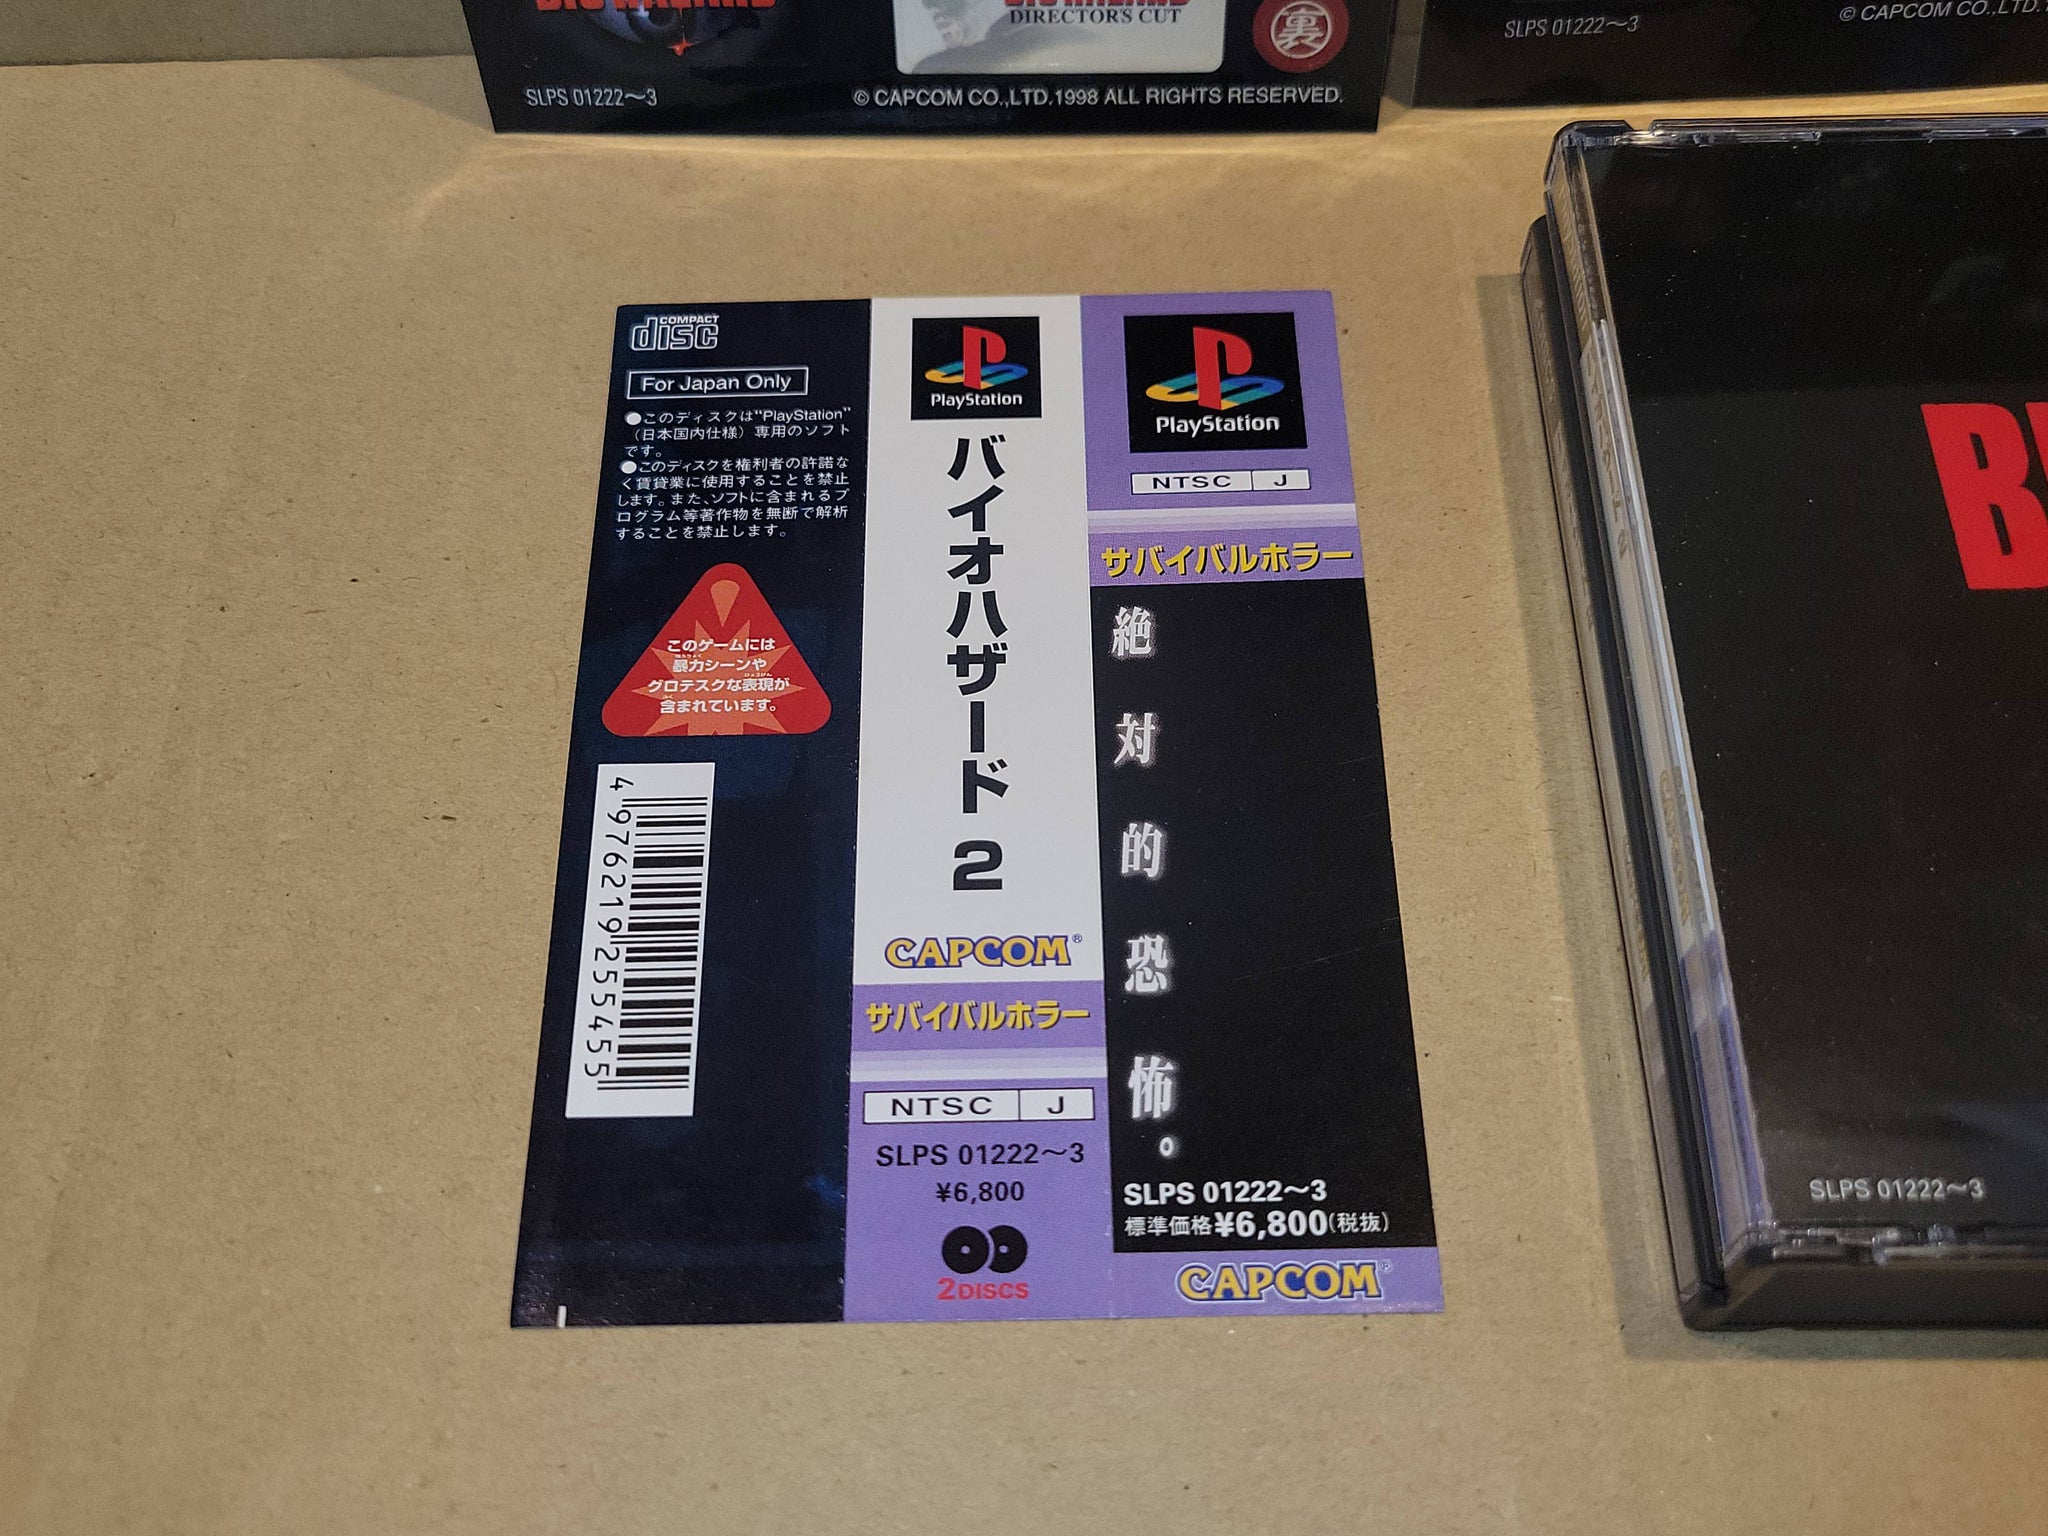 DIRECTOR'S CUT
裏
SLPS 01222〜3
© CAPCOM CO.,LTD.1998 ALL RIGHTS RESERVED.
SLPS 01222〜3
© CAPCOM CO.,LTD.
COMPACT
disc
For Japan Only
●このディスクは"PlayStation"
（日本国内仕様）専用のソフト
です。
●このディスクを権利者の許諾な
く賃貸業に使用することを禁止
します。また、ソフトに含まれるプ
ログラム等著作物を無断で解析
することを禁止します。
このゲームには
暴力シーンや
グロテスクな表現が
含まれています。
4976219255455
PlayStation
バイオハザード 2
CAPCOM®
サバイバルホラー
NTSC J
SLPS 01222〜3
¥6,800
2DISCS
PlayStation
NTSC J
サバイバルホラー
絶対的恐怖。
SLPS 01222〜3
標準価格¥6,800(税抜)
CAPCOM®
SLPS 01222〜3